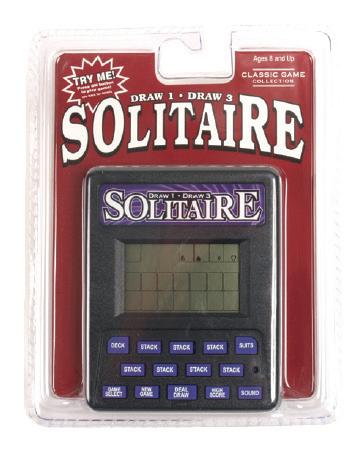 Ages 8 and Up
CLASSIC GAME
COLLECTION
TRY ME!
DRAW 1 • DRAW 3
SOLITAIRE
DRAW 1 • DRAW 3
SOLITAIRE
DECK STACK STACK STACK SUITS
STACK STACK STACK STACK
GAME SELECT NEW GAME DEAL DRAW HIGH SCORE SOUND